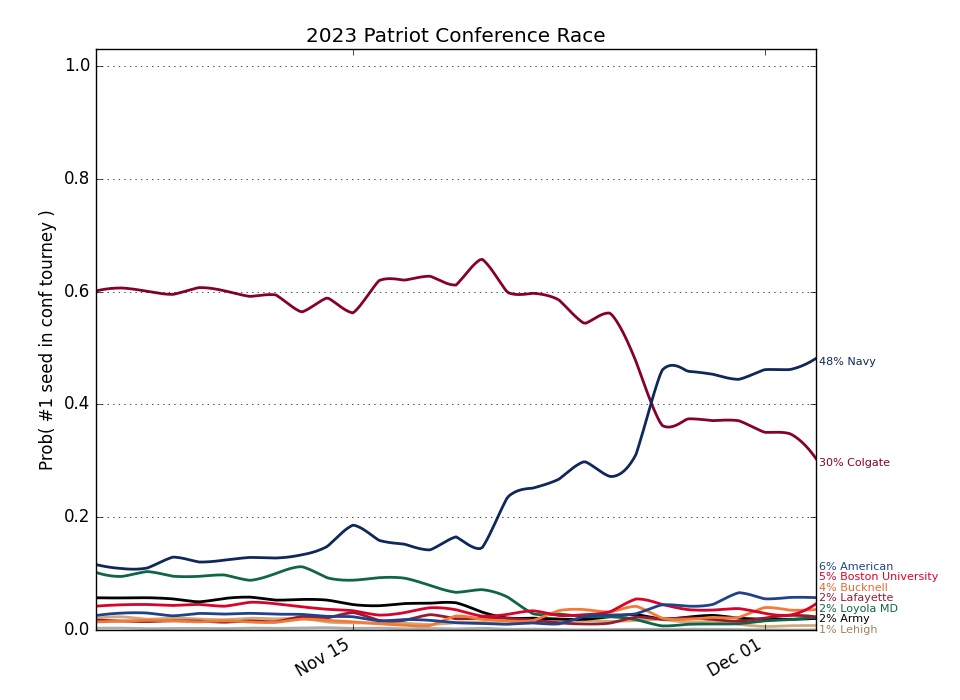 2023 Patriot Conference Race
Prob( #1 seed in conf tourney )
1.0
0.8
0.6
0.4
0.2
0.0
Nov 15
Dec 01
48% Navy
30% Colgate
6% American
5% Boston University
4% Bucknell
2% Lafayette
2% Loyola MD
2% Army
1% Lehigh